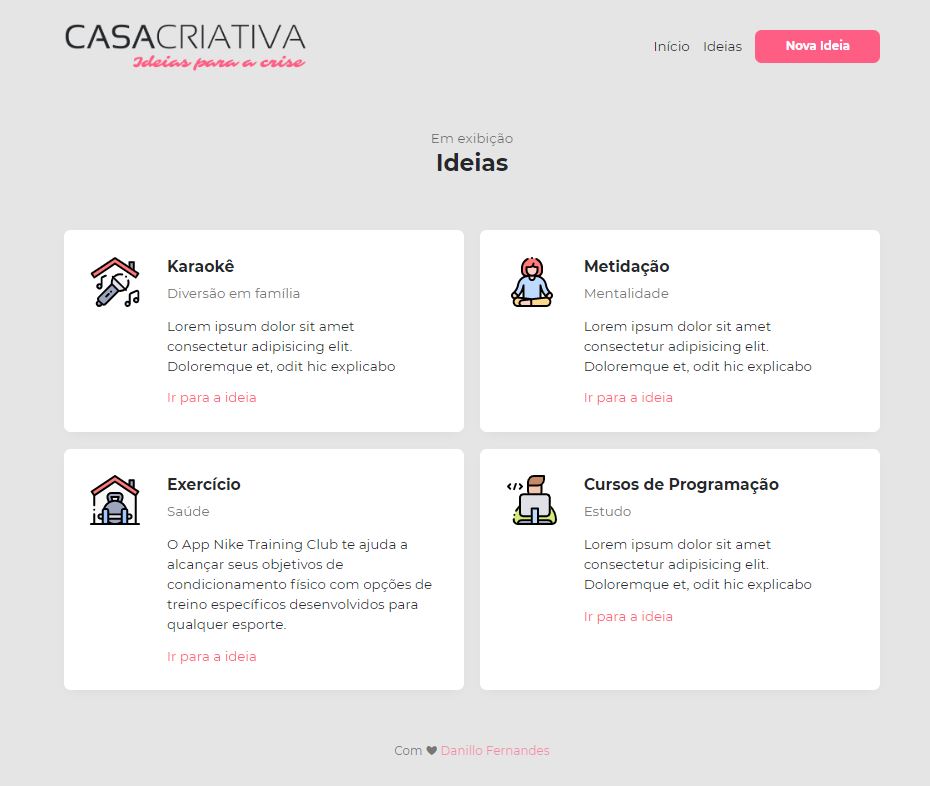 CASACRIATIVA
Ideias para a crise
Início Ideias Nova Ideia
Em exibição
Ideias
Karaokê
Diversão em família
Lorem ipsum dolor sit amet
consectetur adipisicing elit.
Doloremque et, odit hic explicabo
Ir para a ideia
Metidação
Mentalidade
Lorem ipsum dolor sit amet
consectetur adipisicing elit.
Doloremque et, odit hic explicabo
Ir para a ideia
Exercício
Saúde
O App Nike Training Club te ajuda a
alcançar seus objetivos de
condicionamento físico com opções de
treino específicos desenvolvidos para
qualquer esporte.
Ir para a ideia
Cursos de Programação
Estudo
Lorem ipsum dolor sit amet
consectetur adipisicing elit.
Doloremque et, odit hic explicabo
Ir para a ideia
Com ♥ Danillo Fernandes